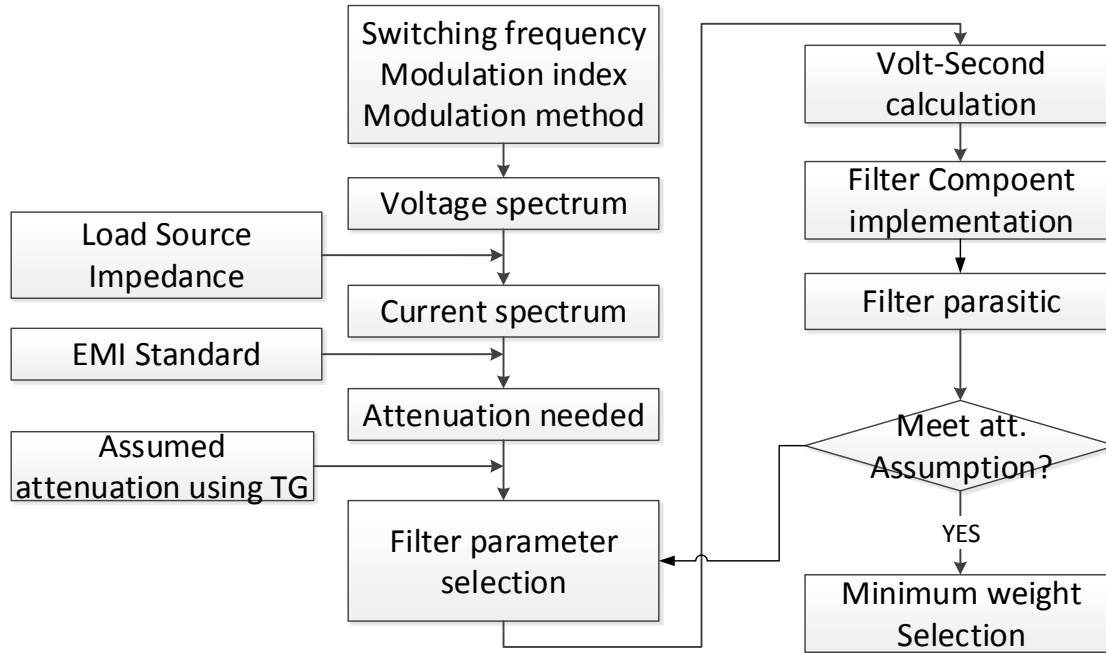 Switching frequency
Modulation index
Modulation method
Voltage spectrum
Load Source
Impedance
Current spectrum
EMI Standard
Attenuation needed
Assumed
attenuation using TG
Filter parameter
selection
Volt-Second
calculation
Filter Compoent
implementation
Filter parasitic
Meet att.
Assumption?
YES
Minimum weight
Selection